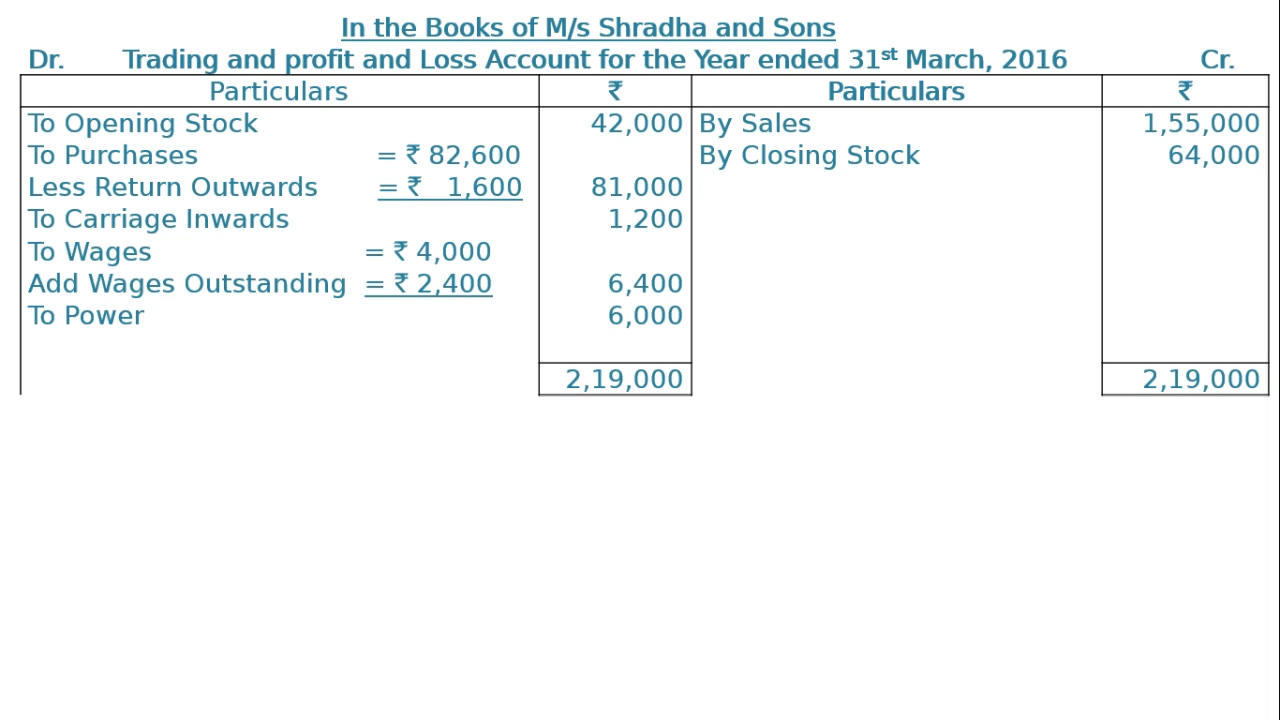 In the Books of M/s Shradha and Sons
Dr. Trading and profit and Loss Account for the Year ended 31st March, 2016 Cr.
Particulars ₹ Particulars ₹
To Opening Stock 42,000 By Sales 1,55,000
To Purchases = ₹ 82,600 By Closing Stock 64,000
Less Return Outwards = ₹ 1,600 81,000
To Carriage Inwards 1,200
To Wages = ₹ 4,000
Add Wages Outstanding = ₹ 2,400 6,400
To Power 6,000
2,19,000 2,19,000